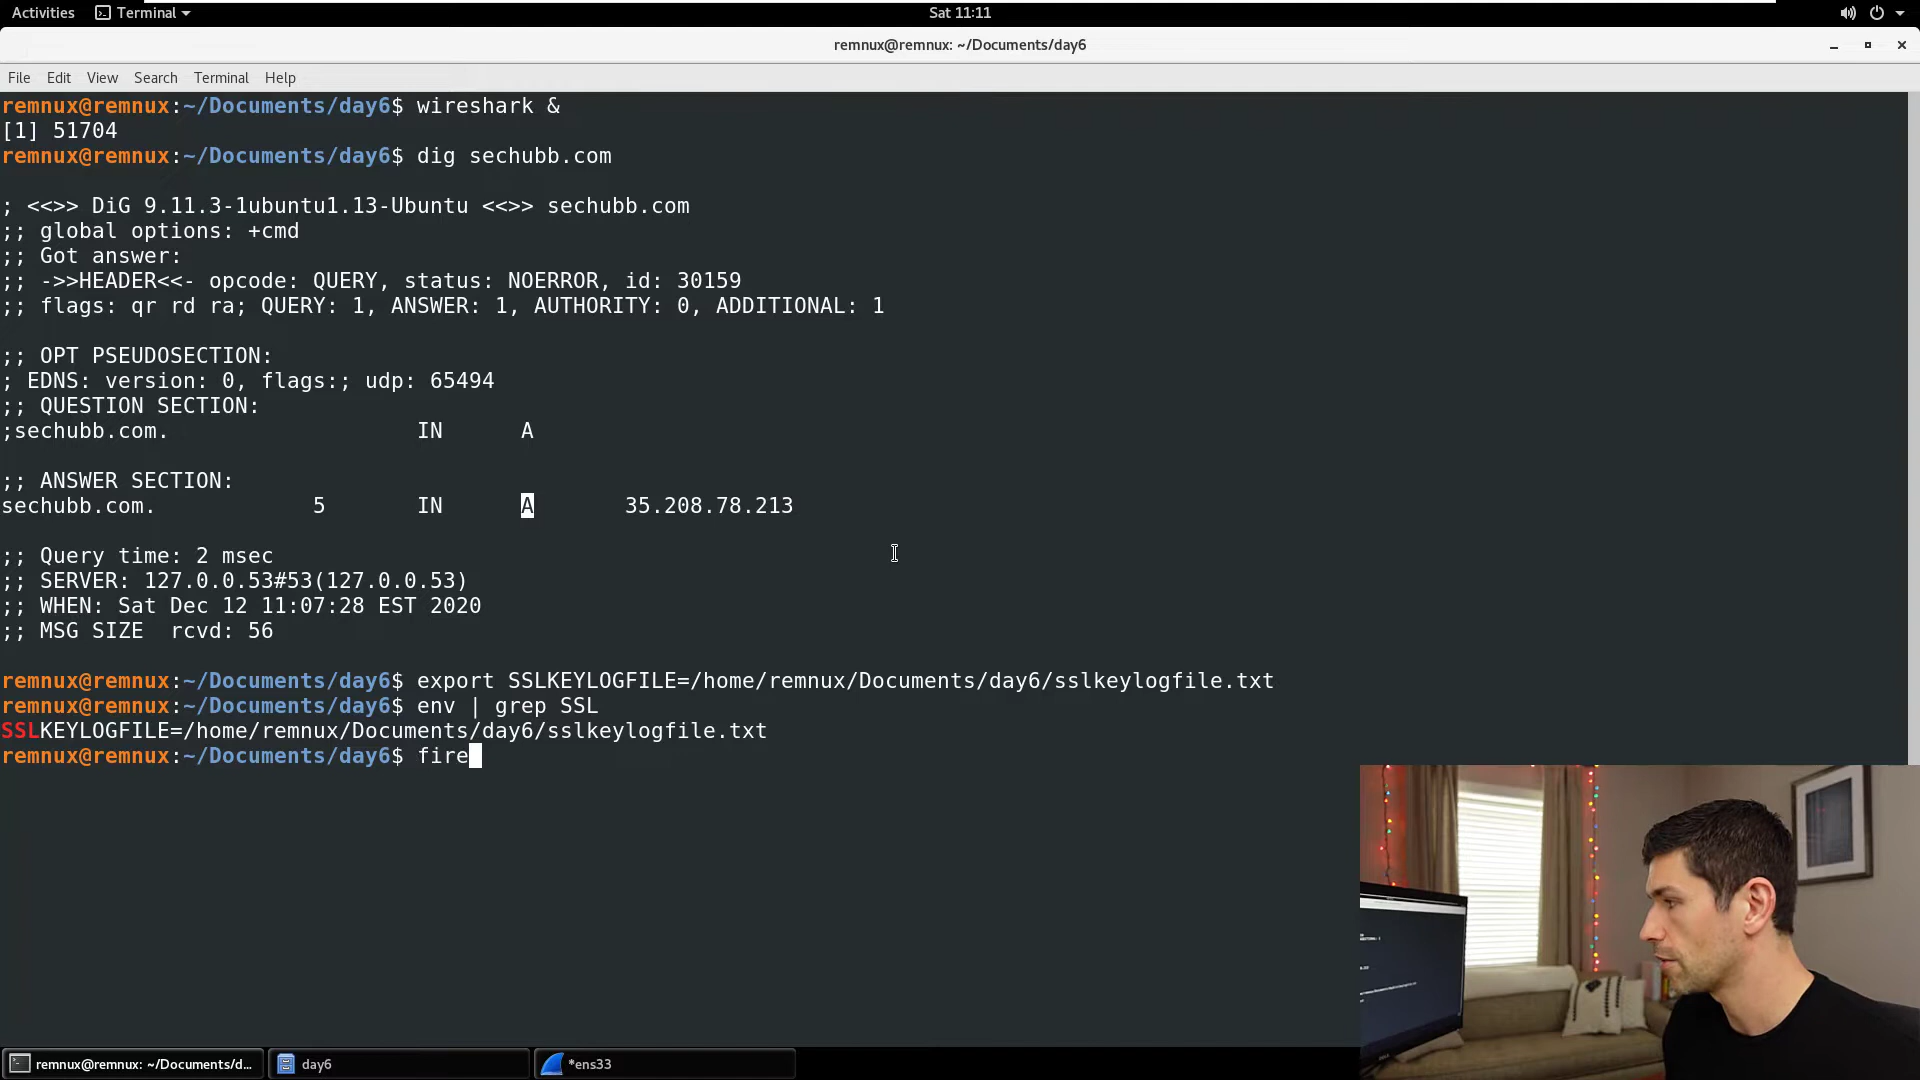 Activities Terminal Sat 11:11
remnux@remnux: ~/Documents/day6
File Edit View Search Terminal Help
remnux@remnux:~/Documents/day6$ wireshark &
[1] 51704
remnux@remnux:~/Documents/day6$ dig sechubb.com
; <<>> DiG 9.11.3-1ubuntu1.13-Ubuntu <<>> sechubb.com
;; global options: +cmd
;; Got answer:
;; ->>HEADER<<- opcode: QUERY, status: NOERROR, id: 30159
;; flags: qr rd ra; QUERY: 1, ANSWER: 1, AUTHORITY: 0, ADDITIONAL: 1
;; OPT PSEUDOSECTION:
; EDNS: version: 0, flags:; udp: 65494
;; QUESTION SECTION:
;sechubb.com. IN A
;; ANSWER SECTION:
sechubb.com. 5 IN A 35.208.78.213
;; Query time: 2 msec
;; SERVER: 127.0.0.53#53(127.0.0.53)
;; WHEN: Sat Dec 12 11:07:28 EST 2020
;; MSG SIZE rcvd: 56
remnux@remnux:~/Documents/day6$ export SSLKEYLOGFILE=/home/remnux/Documents/day6/sslkeylogfile.txt
remnux@remnux:~/Documents/day6$ env | grep SSL
SSLKEYLOGFILE=/home/remnux/Documents/day6/sslkeylogfile.txt
remnux@remnux:~/Documents/day6$ fire
remnux@remnux: ~/Documents/d... day6 *ens33